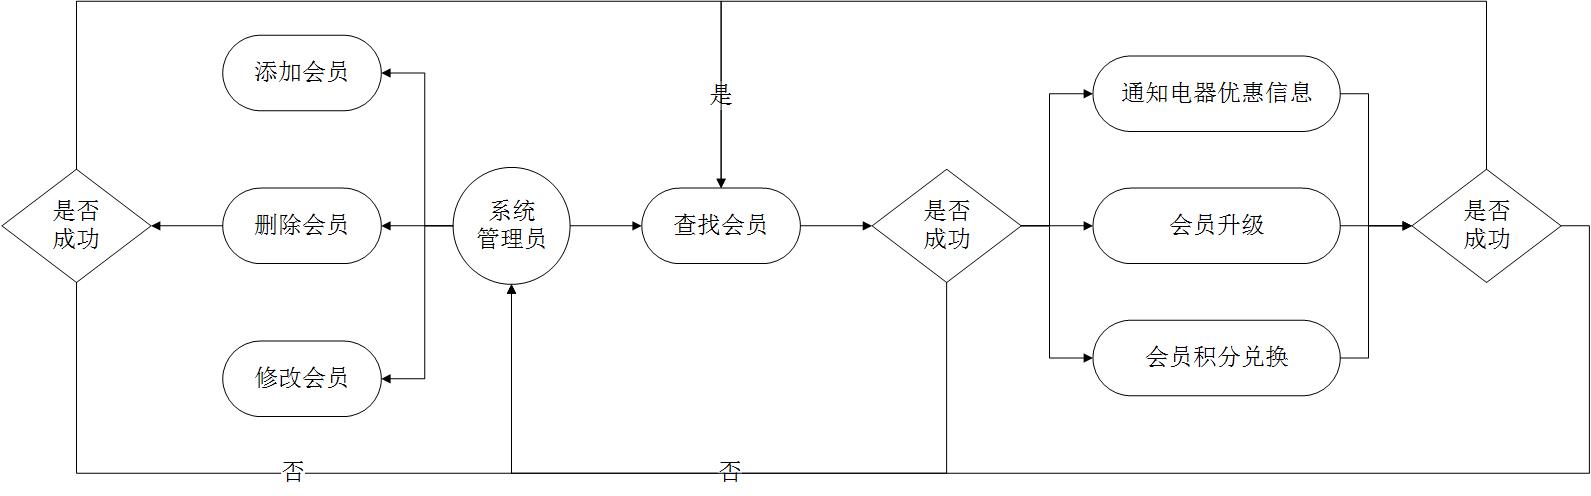 添加会员
是
通知电器优惠信息
是否
成功
删除会员
系统
管理员
查找会员
是否
成功
会员升级
是否
成功
修改会员
会员积分兑换
否
否